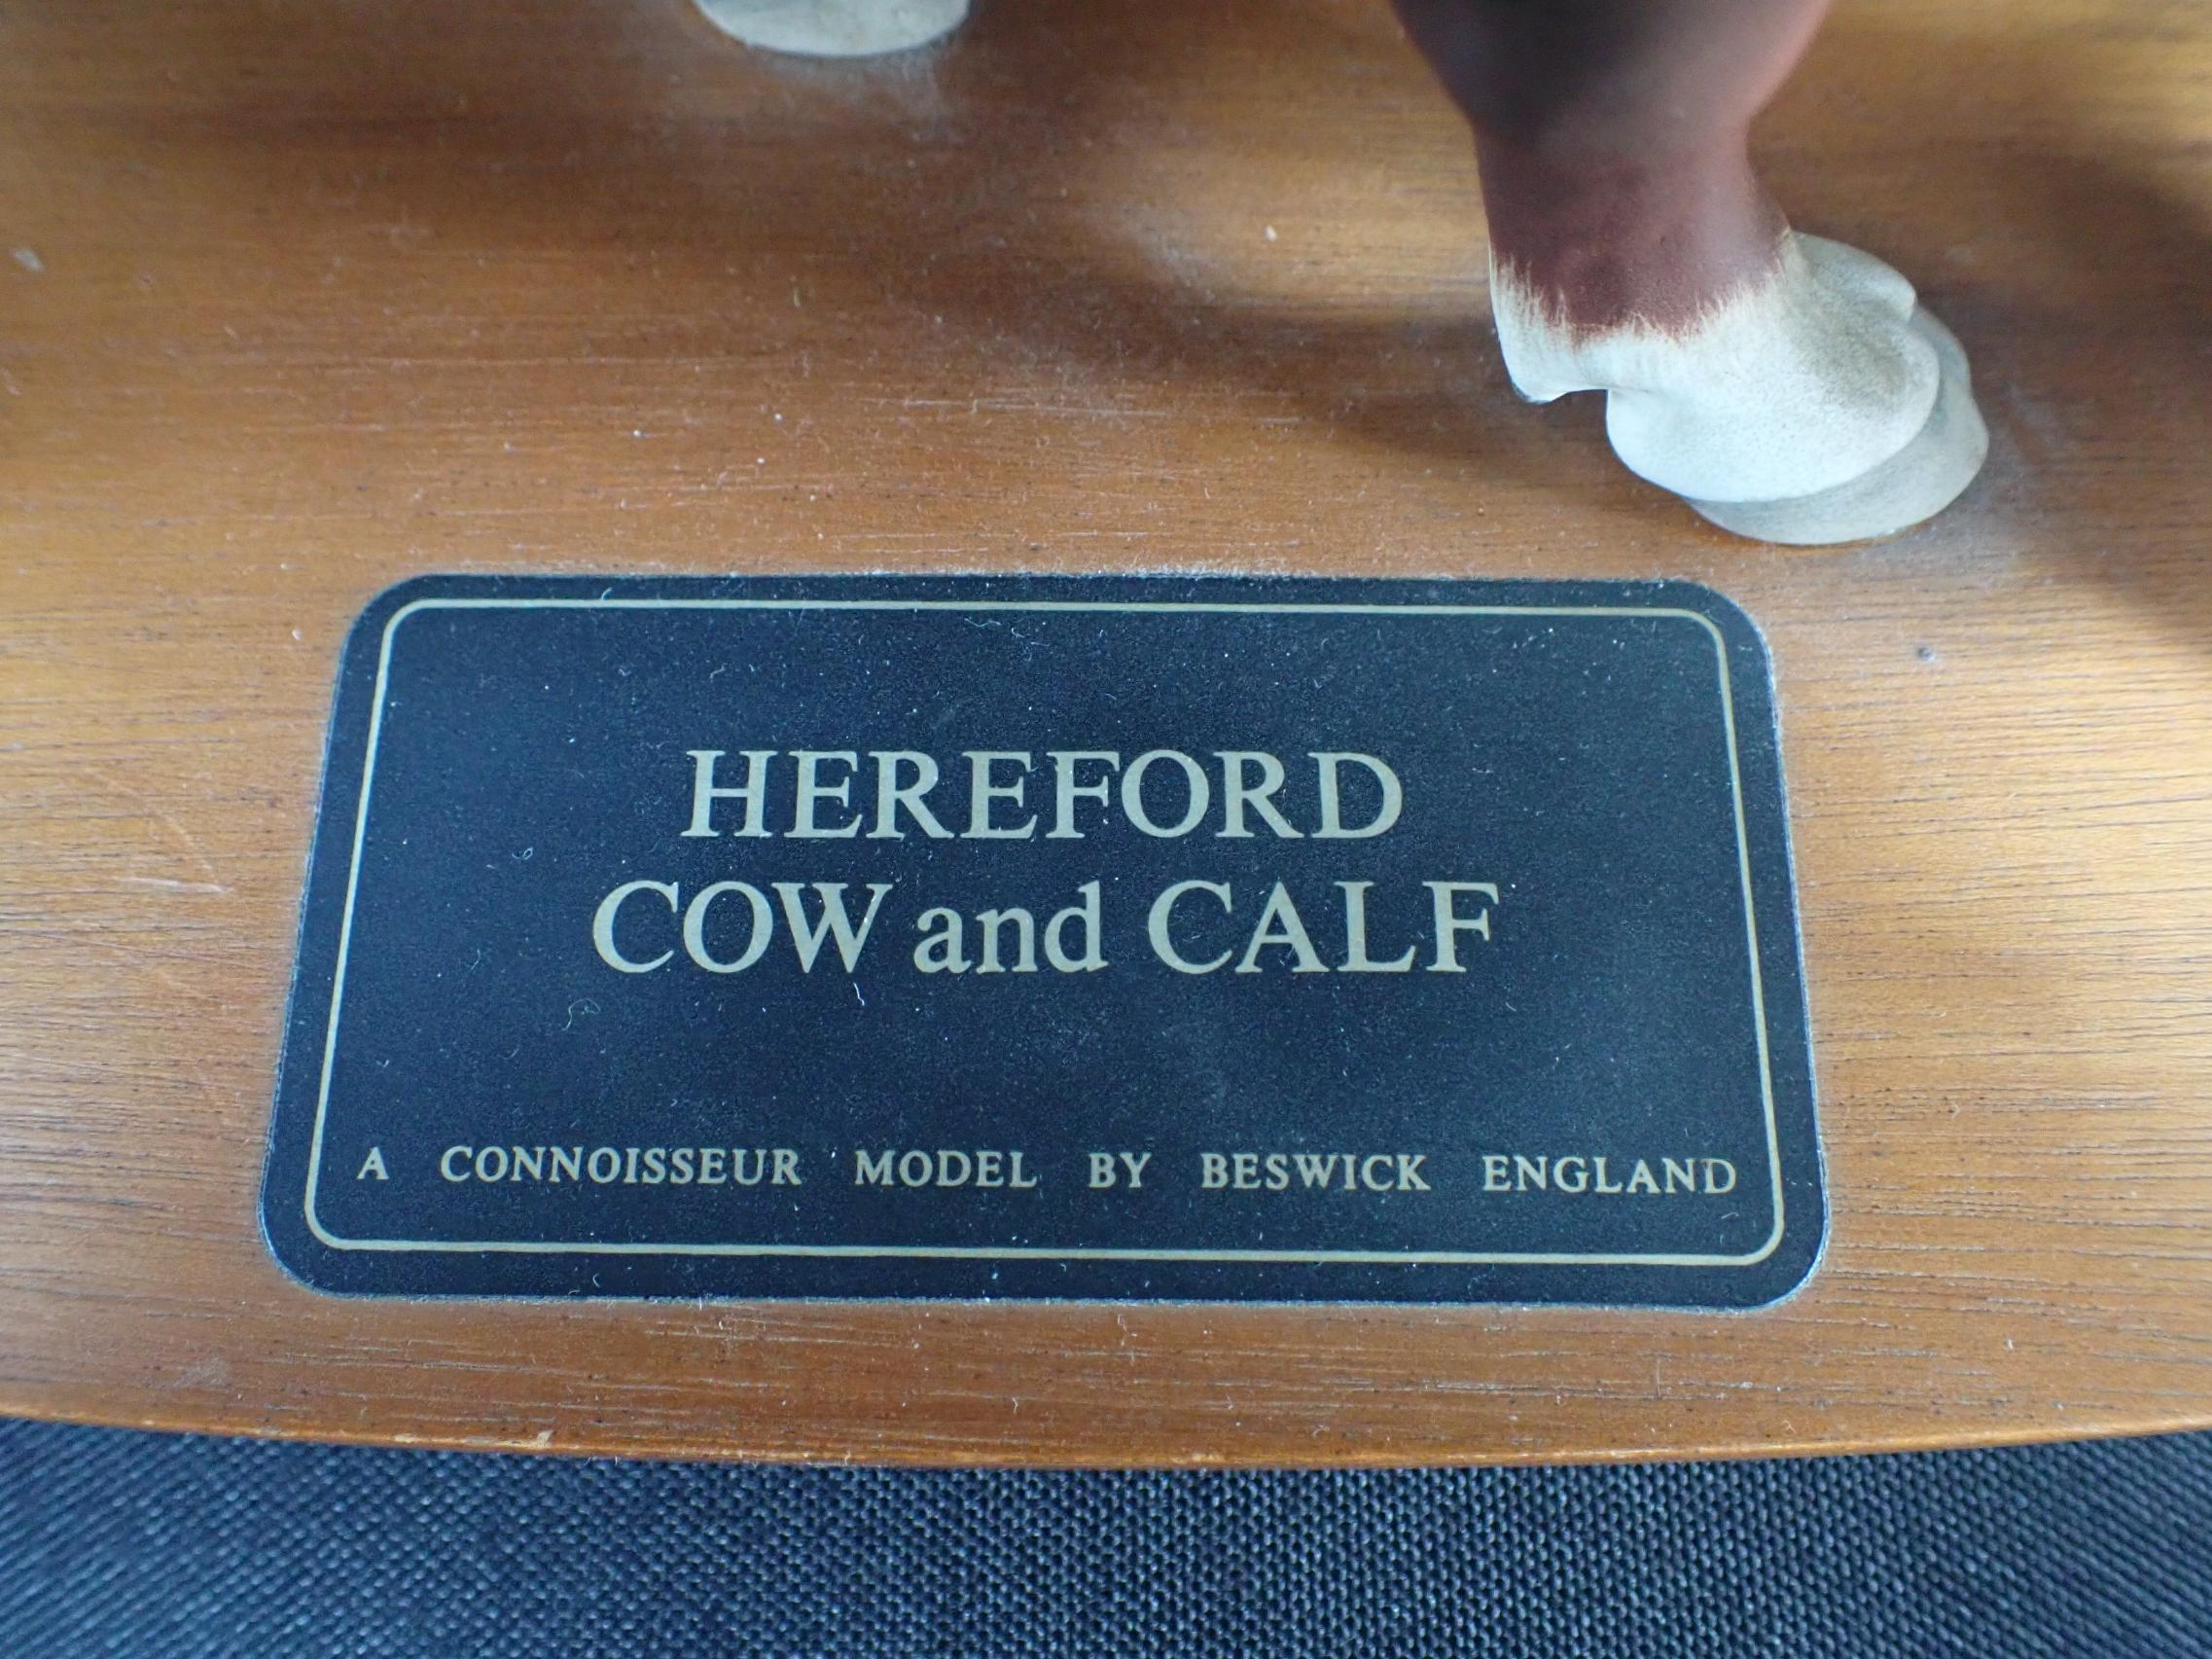 HEREFORD
COW and CALF
A CONNOISSEUR MODEL BY BESWICK ENGLAND